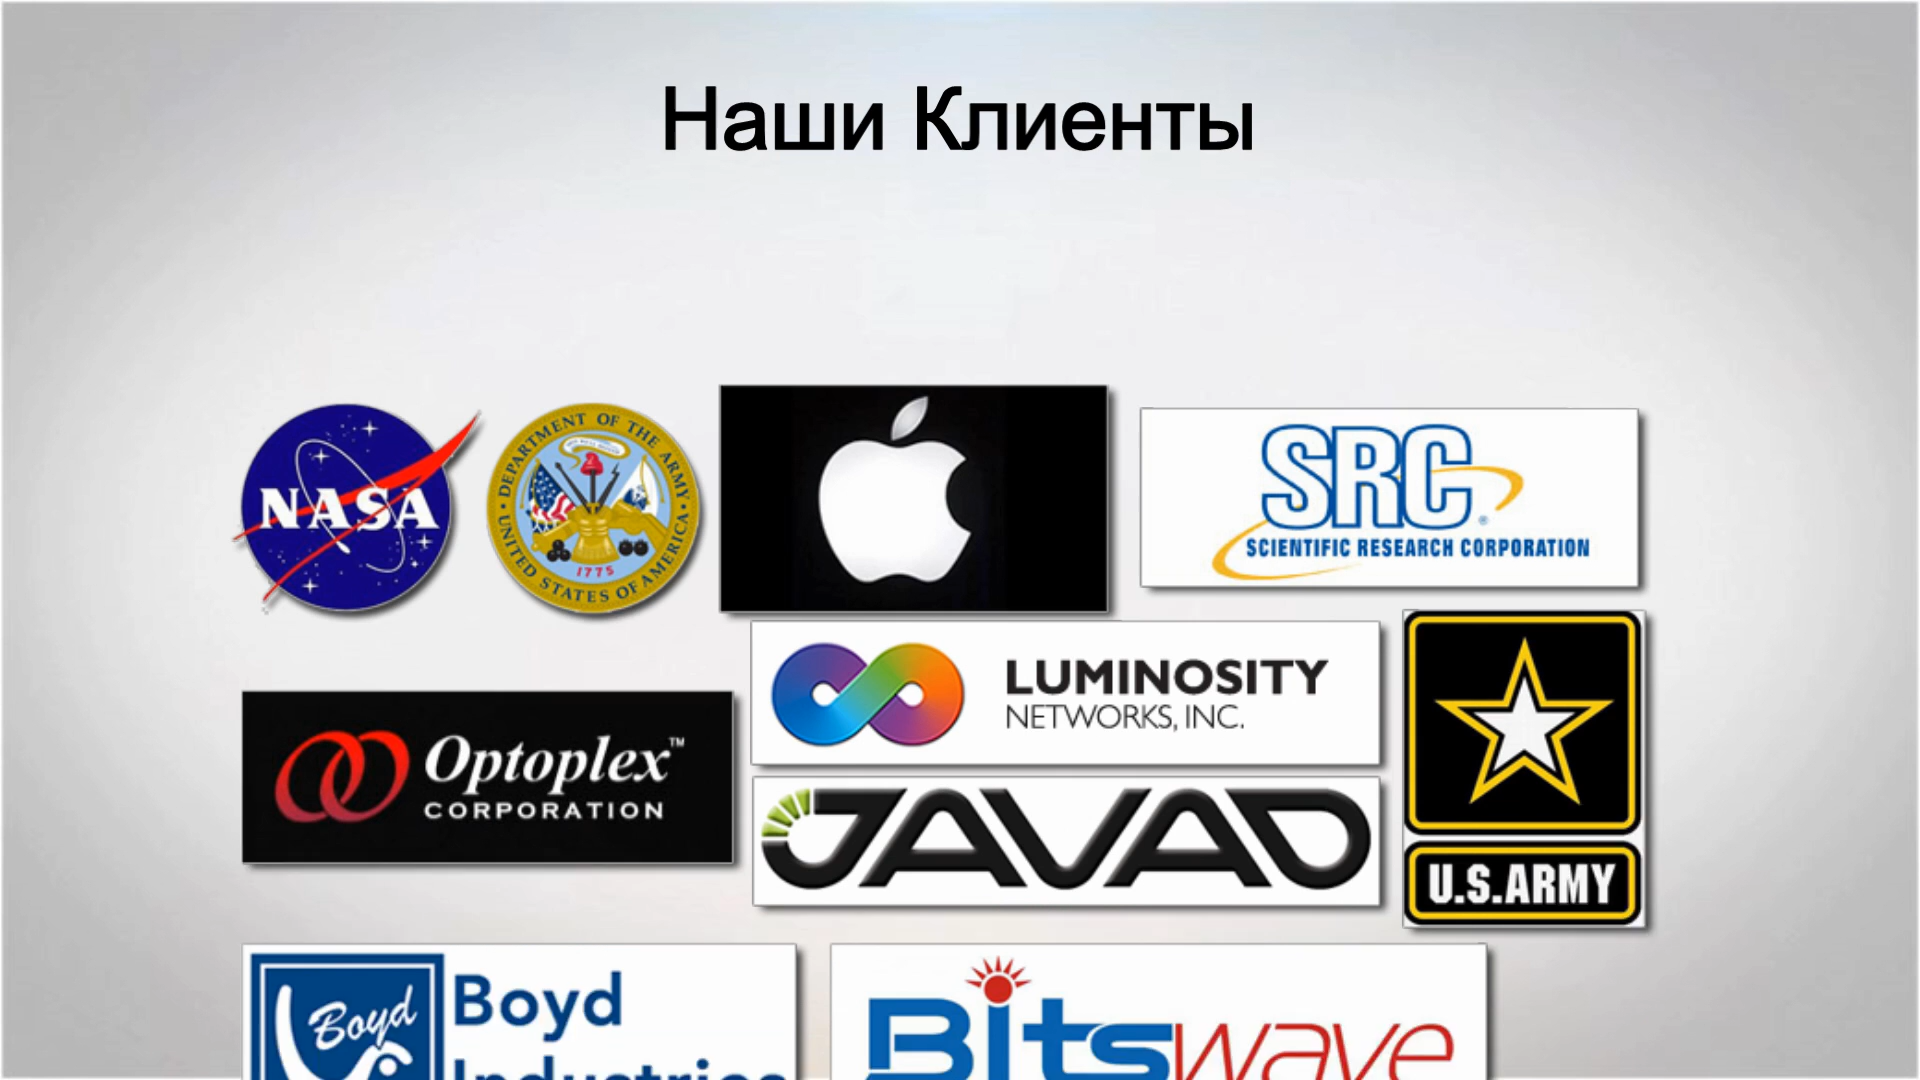 Наши Клиенты
NASA
DEPARTMENT OF THE ARMY
UNITED STATES OF AMERICA
1775
SRC®
SCIENTIFIC RESEARCH CORPORATION
LUMINOSITY
NETWORKS, INC.
Optoplex™
CORPORATION
JAVAD
U.S.ARMY
Boyd
Boyd
Industries
Bitswave